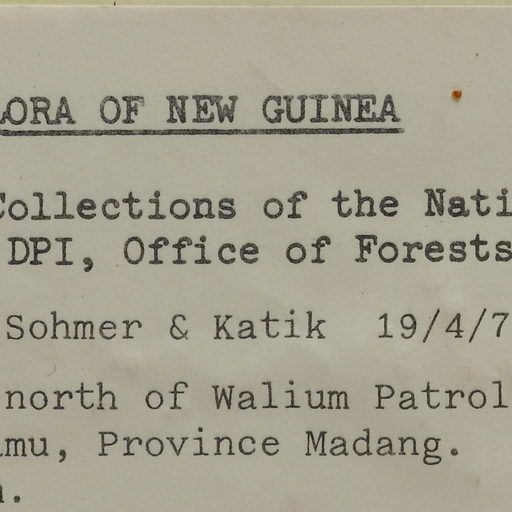 LORA OF NEW GUINEA
Collections of the Nati
DPI, Office of Forests
Sohmer & Katik 19/4/7
north of Walium Patrol
amu, Province Madang.